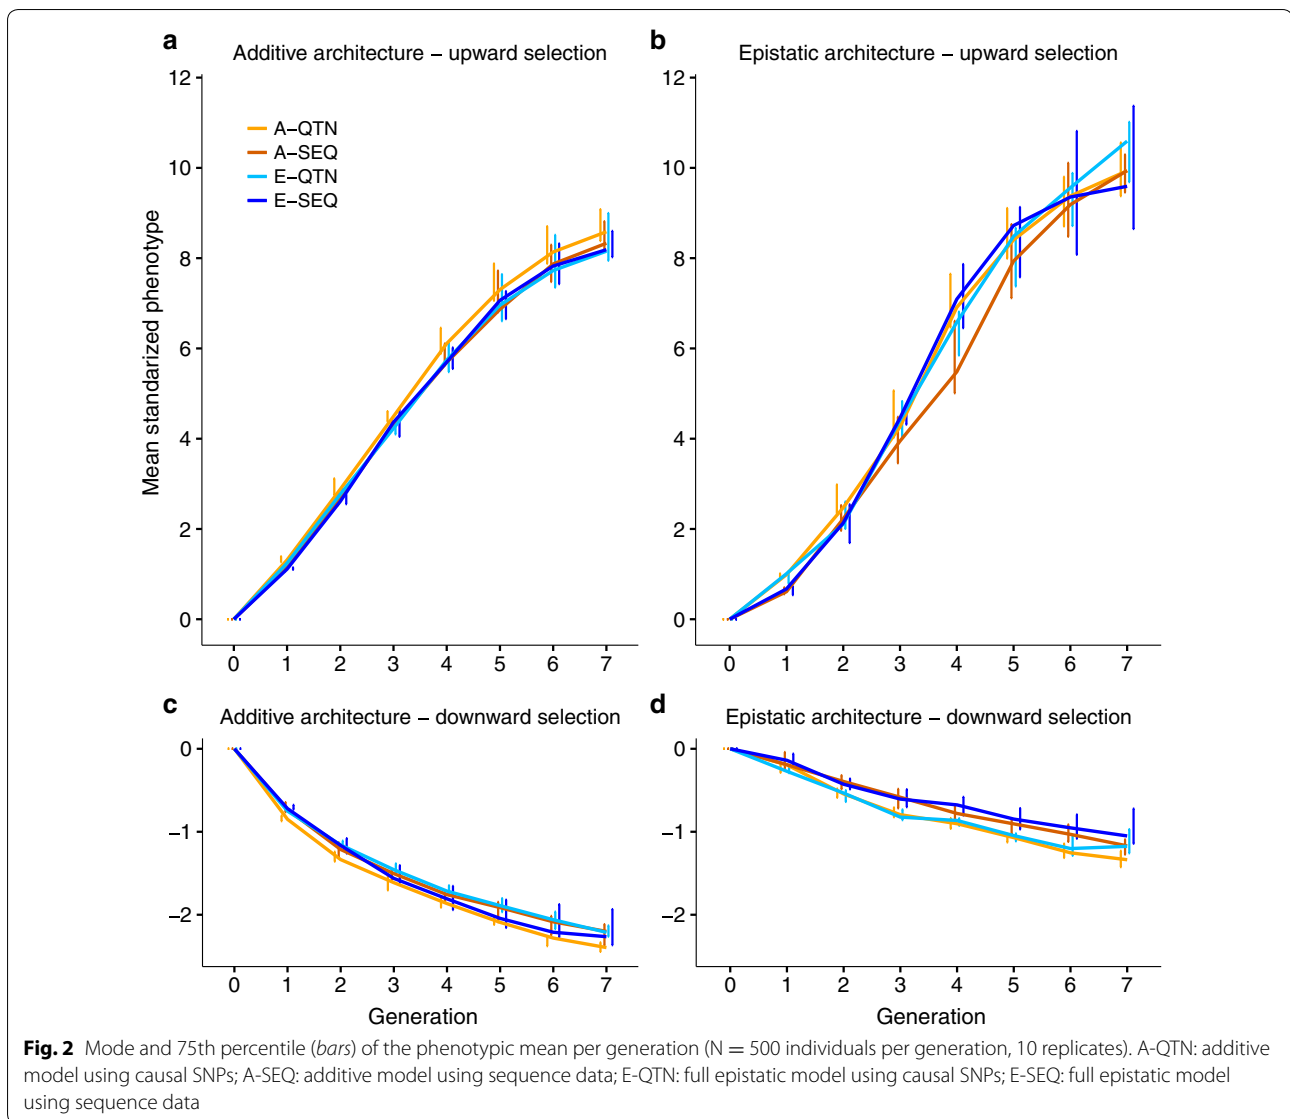 a
Additive architecture – upward selection
b
Epistatic architecture – upward selection
Mean standarized phenotype
12
10
8
6
4
2
0
A–QTN
A–SEQ
E–QTN
E–SEQ
0 1 2 3 4 5 6 7
12
10
8
6
4
2
0
0 1 2 3 4 5 6 7
c
Additive architecture – downward selection
d
Epistatic architecture – downward selection
0
−1
−2
0 1 2 3 4 5 6 7
Generation
0
−1
−2
0 1 2 3 4 5 6 7
Generation
Fig. 2 Mode and 75th percentile (bars) of the phenotypic mean per generation (N = 500 individuals per generation, 10 replicates). A-QTN: additive
model using causal SNPs; A-SEQ: additive model using sequence data; E-QTN: full epistatic model using causal SNPs; E-SEQ: full epistatic model
using sequence data